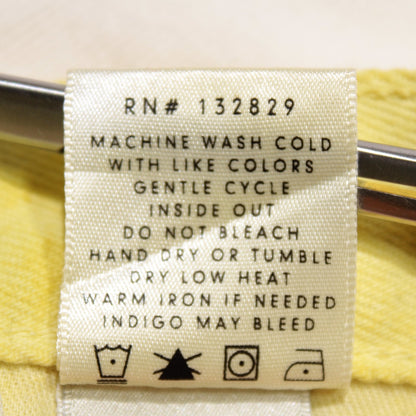 RN# 132829
MACHINE WASH COLD
WITH LIKE COLORS
GENTLE CYCLE
INSIDE OUT
DO NOT BLEACH
HAND DRY OR TUMBLE
DRY LOW HEAT
WARM IRON IF NEEDED
INDIGO MAY BLEED